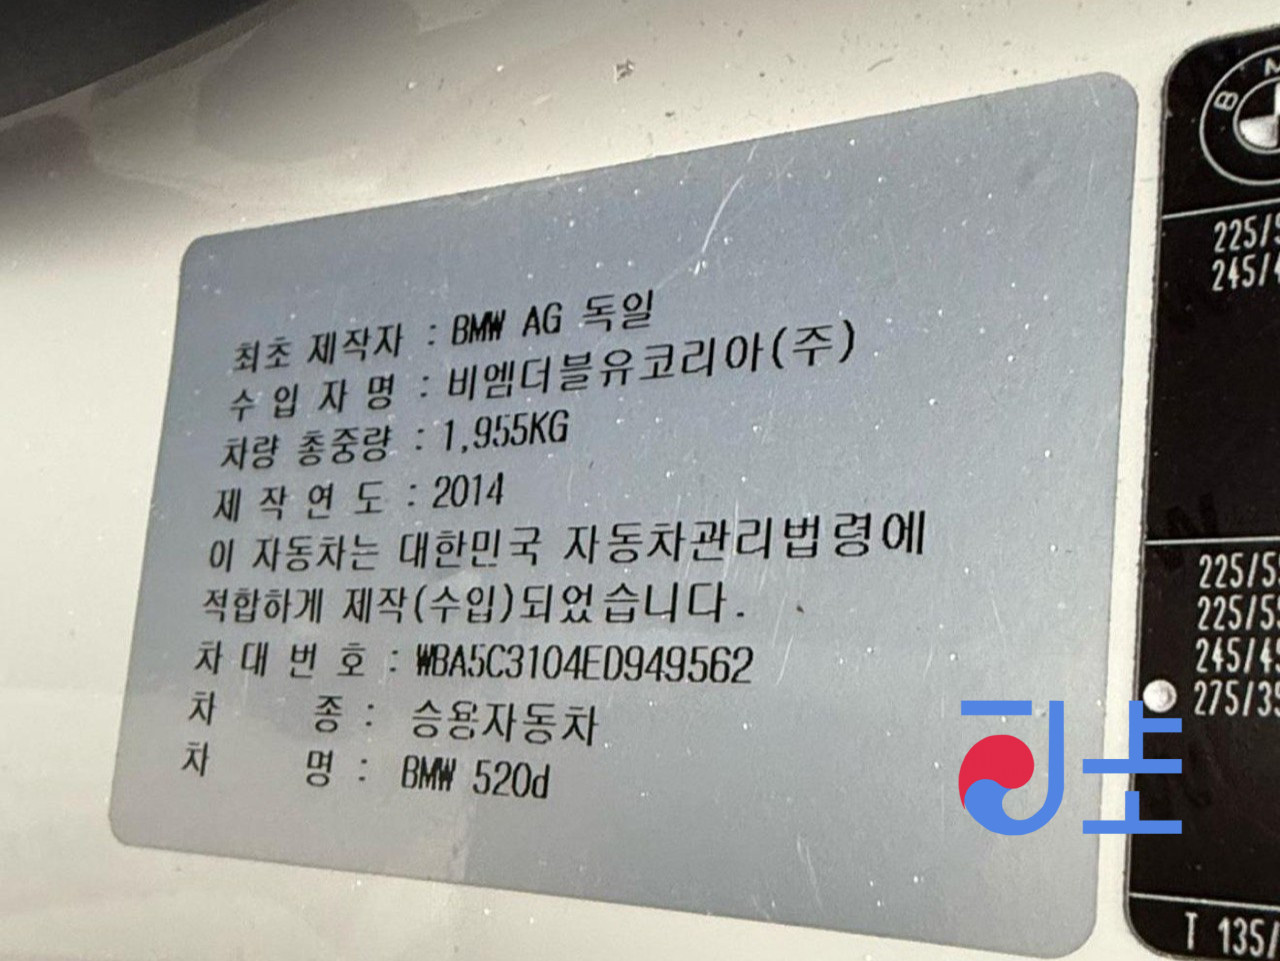 최초 제작자 : BMW AG 독일
수 입 자 명 : 비엠더블유코리아(주)
차량 총중량 : 1,955KG
제 작 연 도 : 2014
이 자동차는 대한민국 자동차관리법령에
적합하게 제작(수입)되었습니다.
차 대 번 호 : WBA5C3104ED949562
차 종 : 승용자동차
차 명 : BMW 520d
B M
225/5
245/4
225/55
225/55
245/45
275/35
T 135/